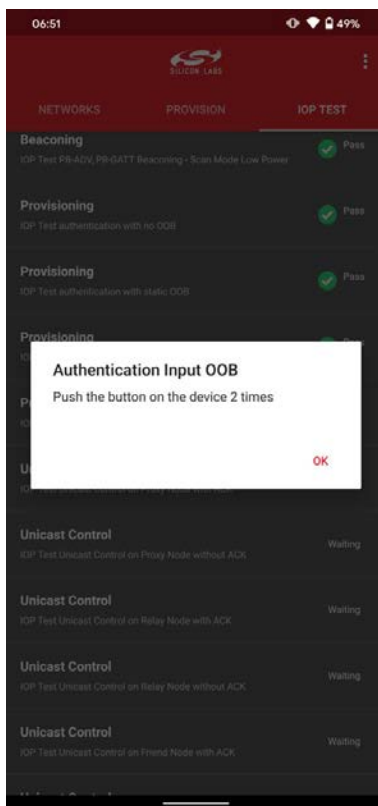 06:51
49%
SILICON LABS
NETWORKS PROVISION IOP TEST
Beaconing
IOP Test PB-ADV, PB-GATT Beaconing - Scan Mode Low Power
Pass
Provisioning
IOP Test authentication with no OOB
Pass
Provisioning
IOP Test authentication with static OOB
Pass
Provisioning
Authentication Input OOB
Push the button on the device 2 times
OK
Unicast Control
IOP Test Unicast Control on Proxy Node without ACK
Waiting
Unicast Control
IOP Test Unicast Control on Relay Node with ACK
Waiting
Unicast Control
IOP Test Unicast Control on Relay Node without ACK
Waiting
Unicast Control
IOP Test Unicast Control on Friend Node with ACK
Waiting